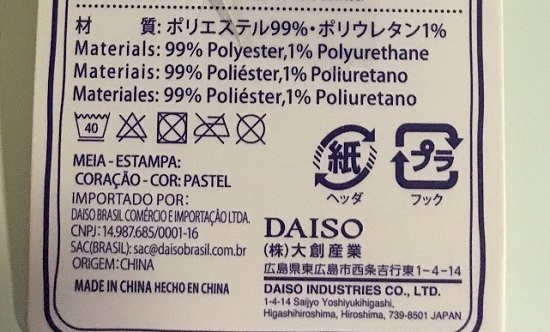 材　質: ポリエステル99%・ポリウレタン1%
Materials: 99% Polyester,1% Polyurethane
Materiais: 99% Poliéster,1% Poliuretano
Materiales: 99% Poliéster,1% Poliuretano
40
MEIA - ESTAMPA:
CORAÇÃO - COR: PASTEL
IMPORTADO POR:
DAISO BRASIL COMÉRCIO E IMPORTAÇÃO LTDA.
CNPJ: 14.987.685/0001-16
SAC(BRASIL): sac@daisobrasil.com.br
ORIGEM: CHINA
MADE IN CHINA HECHO EN CHINA
紙
ヘッダ
プラ
フック
DAISO
(株)大創産業
広島県東広島市西条吉行東1-4-14
DAISO INDUSTRIES CO., LTD.
1-4-14 Saijyo Yoshiyukihigashi,
Higashihiroshima, Hiroshima, 739-8501 JAPAN